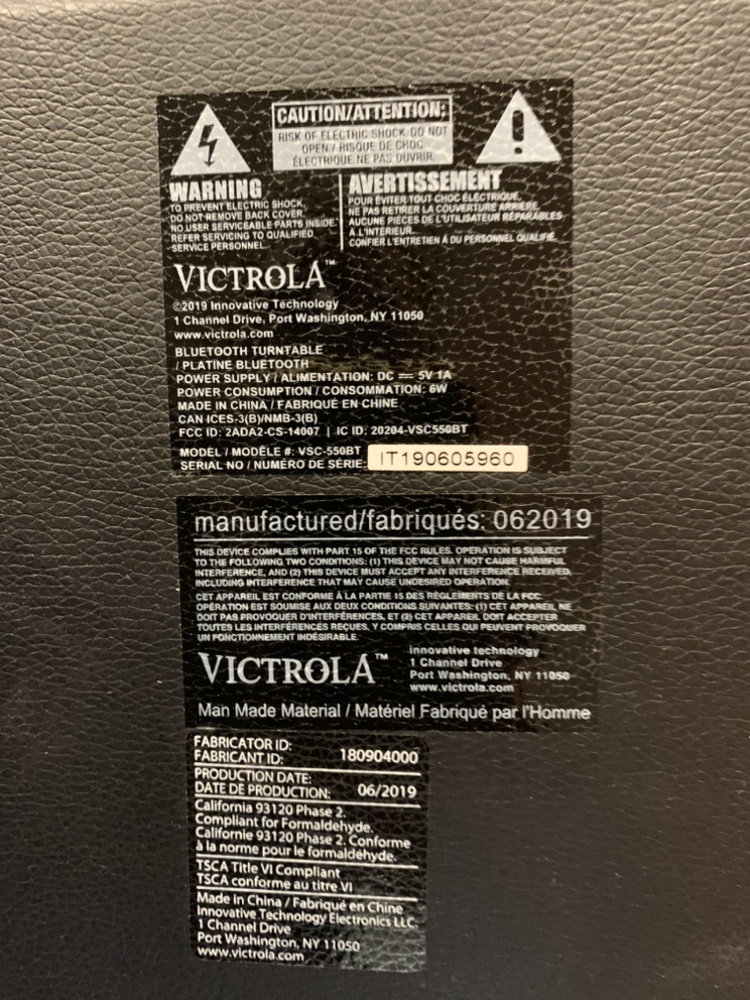 CAUTION/ATTENTION:
RISK OF ELECTRIC SHOCK DO NOT
OPEN / RISQUE DE CHOC
ÉLECTRIQUE NE PAS OUVRIR
WARNING
TO PREVENT ELECTRIC SHOCK,
DO NOT REMOVE BACK COVER.
NO USER SERVICEABLE PARTS INSIDE.
REFER SERVICING TO QUALIFIED
SERVICE PERSONNEL.
AVERTISSEMENT
POUR ÉVITER TOUT CHOC ÉLECTRIQUE,
NE PAS RETIRER LA COUVERTURE ARRIÈRE.
AUCUNE PIÈCES DE L'UTILISATEUR RÉPARABLES
À L'INTÉRIEUR.
CONFIER L'ENTRETIEN À DU PERSONNEL QUALIFIÉ.
VICTROLA™
©2019 Innovative Technology
1 Channel Drive, Port Washington, NY 11050
www.victrola.com
BLUETOOTH TURNTABLE
/ PLATINE BLUETOOTH
POWER SUPPLY / ALIMENTATION: DC ⎓ 5V 1A
POWER CONSUMPTION / CONSOMMATION: 6W
MADE IN CHINA / FABRIQUÉ EN CHINE
CAN ICES-3(B)/NMB-3(B)
FCC ID: 2ADA2-CS-14007 | IC ID: 20204-VSC550BT
MODEL / MODÈLE #: VSC-550BT
SERIAL NO / NUMÉRO DE SÉRIE: IT190605960
manufactured/fabriqués: 062019
THIS DEVICE COMPLIES WITH PART 15 OF THE FCC RULES. OPERATION IS SUBJECT
TO THE FOLLOWING TWO CONDITIONS: (1) THIS DEVICE MAY NOT CAUSE HARMFUL
INTERFERENCE, AND (2) THIS DEVICE MUST ACCEPT ANY INTERFERENCE RECEIVED,
INCLUDING INTERFERENCE THAT MAY CAUSE UNDESIRED OPERATION.
CET APPAREIL EST CONFORME À LA PARTIE 15 DES RÈGLEMENTS DE LA FCC.
OPÉRATION EST SOUMISE AUX DEUX CONDITIONS SUIVANTES: (1) CET APPAREIL NE
DOIT PAS PROVOQUER D'INTERFÉRENCES, ET (2) CET APPAREIL DOIT ACCEPTER
TOUTES LES INTERFÉRENCES REÇUES, Y COMPRIS CELLES QUI PEUVENT PROVOQUER
UN FONCTIONNEMENT INDÉSIRABLE.
VICTROLA™
innovative technology
1 Channel Drive
Port Washington, NY 11050
www.victrola.com
Man Made Material / Matériel Fabriqué par l'Homme
FABRICATOR ID:
FABRICANT ID: 180904000
PRODUCTION DATE:
DATE DE PRODUCTION: 06/2019
California 93120 Phase 2.
Compliant for Formaldehyde.
Californie 93120 Phase 2. Conforme
à la norme pour le formaldéhyde.
TSCA Title VI Compliant
TSCA conforme au titre VI
Made in China / Fabriqué en Chine
Innovative Technology Electronics LLC.
1 Channel Drive
Port Washington, NY 11050
www.victrola.com